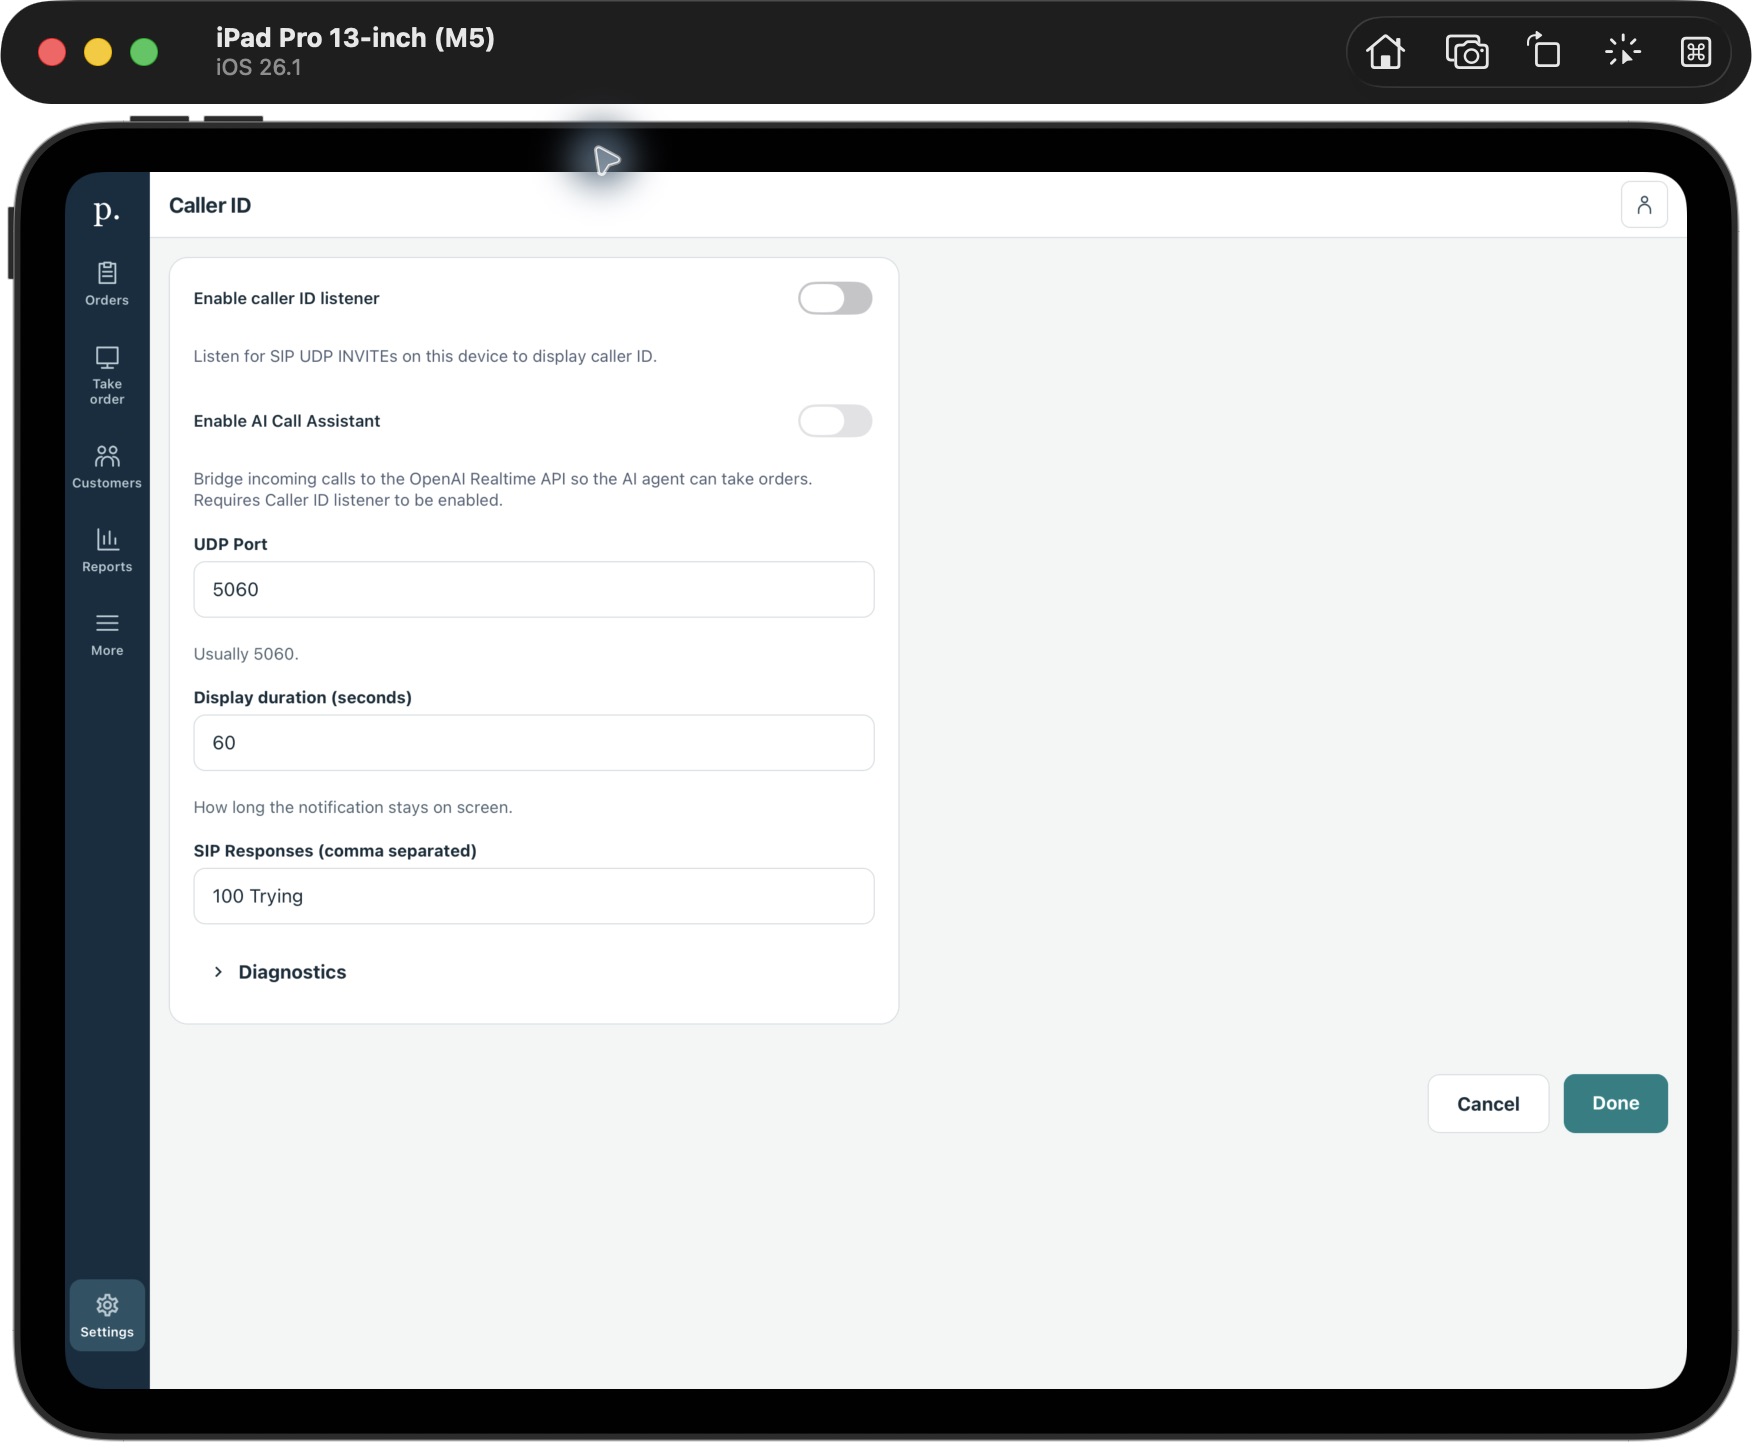 iPad Pro 13-inch (M5)
iOS 26.1
p.
Caller ID
Orders
Take
order
Customers
Reports
More
Settings
Enable caller ID listener
Listen for SIP UDP INVITEs on this device to display caller ID.
Enable AI Call Assistant
Bridge incoming calls to the OpenAI Realtime API so the AI agent can take orders.
Requires Caller ID listener to be enabled.
UDP Port
5060
Usually 5060.
Display duration (seconds)
60
How long the notification stays on screen.
SIP Responses (comma separated)
100 Trying
Diagnostics
Cancel
Done